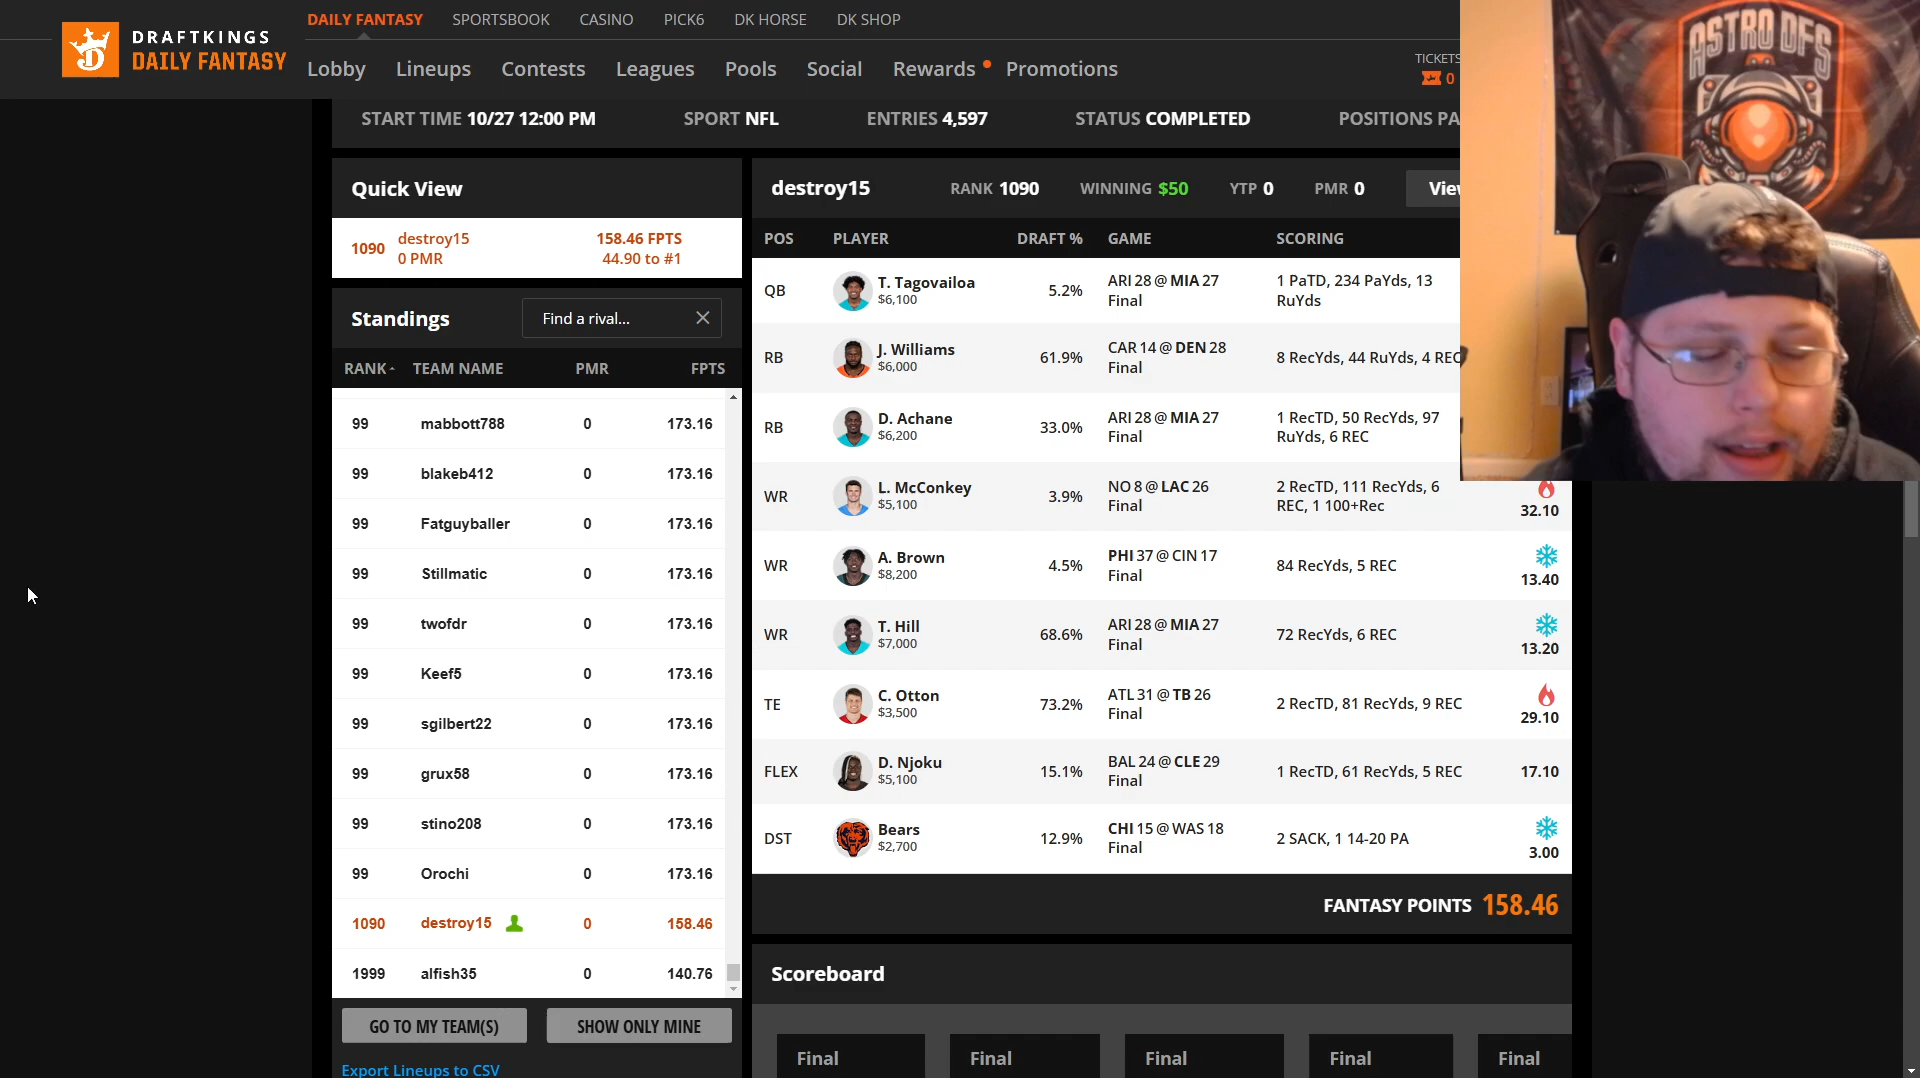 DAILY FANTASY SPORTSBOOK CASINO PICK6 DK HORSE DK SHOP
DRAFTKINGS
DAILY FANTASY
Lobby Lineups Contests Leagues Pools Social Rewards Promotions
TICKETS
0
ASTRO DFS
START TIME 10/27 12:00 PM SPORT NFL ENTRIES 4,597 STATUS COMPLETED POSITIONS PA
Quick View
1090 destroy15 158.46 FPTS
0 PMR 44.90 to #1
Standings Find a rival...
RANK TEAM NAME PMR FPTS
99 mabbott788 0 173.16
99 blakeb412 0 173.16
99 Fatguyballer 0 173.16
99 Stillmatic 0 173.16
99 twofdr 0 173.16
99 Keef5 0 173.16
99 sgilbert22 0 173.16
99 grux58 0 173.16
99 stino208 0 173.16
99 Orochi 0 173.16
1090 destroy15 0 158.46
1999 alfish35 0 140.76
GO TO MY TEAM(S) SHOW ONLY MINE
Export Lineups to CSV
destroy15 RANK 1090 WINNING $50 YTP 0 PMR 0 Vie
POS PLAYER DRAFT % GAME SCORING
QB T. Tagovailoa $6,100 5.2% ARI 28 @ MIA 27 Final 1 PaTD, 234 PaYds, 13 RuYds
RB J. Williams $6,000 61.9% CAR 14 @ DEN 28 Final 8 RecYds, 44 RuYds, 4 REC
RB D. Achane $6,200 33.0% ARI 28 @ MIA 27 Final 1 RecTD, 50 RecYds, 97 RuYds, 6 REC
WR L. McConkey $5,100 3.9% NO 8 @ LAC 26 Final 2 RecTD, 111 RecYds, 6 REC, 1 100+Rec 32.10
WR A. Brown $8,200 4.5% PHI 37 @ CIN 17 Final 84 RecYds, 5 REC 13.40
WR T. Hill $7,000 68.6% ARI 28 @ MIA 27 Final 72 RecYds, 6 REC 13.20
TE C. Otton $3,500 73.2% ATL 31 @ TB 26 Final 2 RecTD, 81 RecYds, 9 REC 29.10
FLEX D. Njoku $5,100 15.1% BAL 24 @ CLE 29 Final 1 RecTD, 61 RecYds, 5 REC 17.10
DST Bears $2,700 12.9% CHI 15 @ WAS 18 Final 2 SACK, 1 14-20 PA 3.00
FANTASY POINTS 158.46
Scoreboard
Final Final Final Final Final